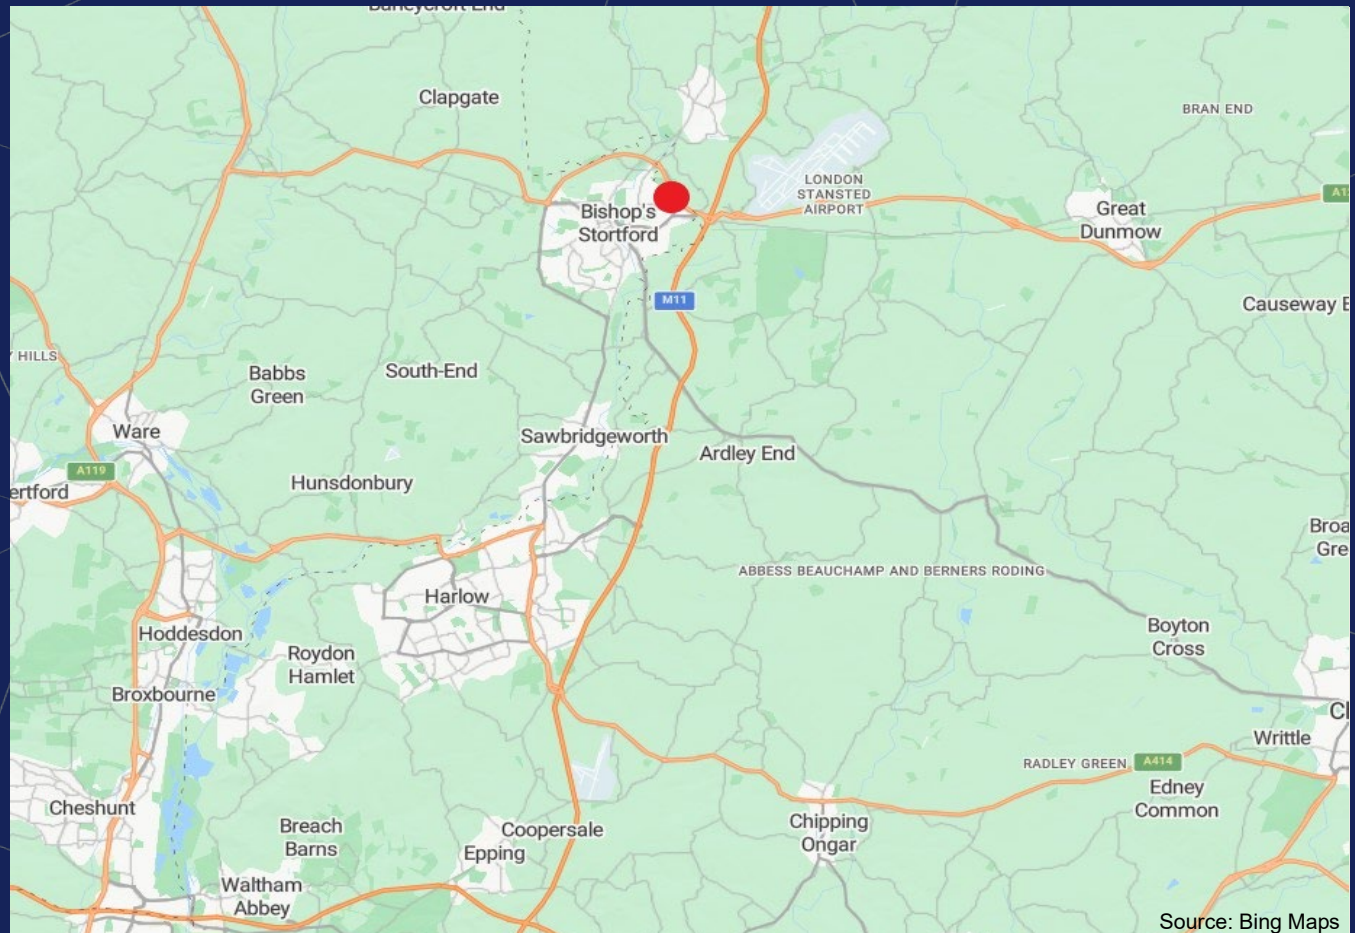 Clapgate
BRAN END
LONDON
STANSTED
AIRPORT
Bishop's
Stortford
Great
Dunmow
M11
Causeway E
HILLS
Babbs
Green
South-End
Ware
Sawbridgeworth
Ardley End
A119
ertford
Hunsdonbury
Broa
Gre
ABBESS BEAUCHAMP AND BERNERS RODING
Harlow
Hoddesdon
Roydon
Hamlet
Boyton
Cross
Broxbourne
Writtle
RADLEY GREEN
A414
Edney
Common
Cheshunt
Breach
Barns
Coopersale
Epping
Chipping
Ongar
Waltham
Abbey
Source: Bing Maps